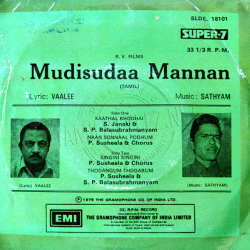 SLDE. 18101
SUPER-7
33 1/3 R. P. M.
R. V. FILMS
Mudisudaa Mannan
(TAMIL)
Lyric: VAALEE
Music: SATHYAM
Side One
KAATHAL KHODHAI
S. Janaki &
S. P. Balasubrahmanyam
NAAN SONNAAL PODHUM
P. Susheela & Chorus
Side Two
SINGINI SINGINI
P. Susheela & Chorus
THODANGUM THODARUM
P. Susheela &
S. P. Balasubrahmanyam
(Lyric) VAALEE
(Music) SATHYAM
EMI
THE GRAMOPHONE COMPANY OF INDIA LIMITED